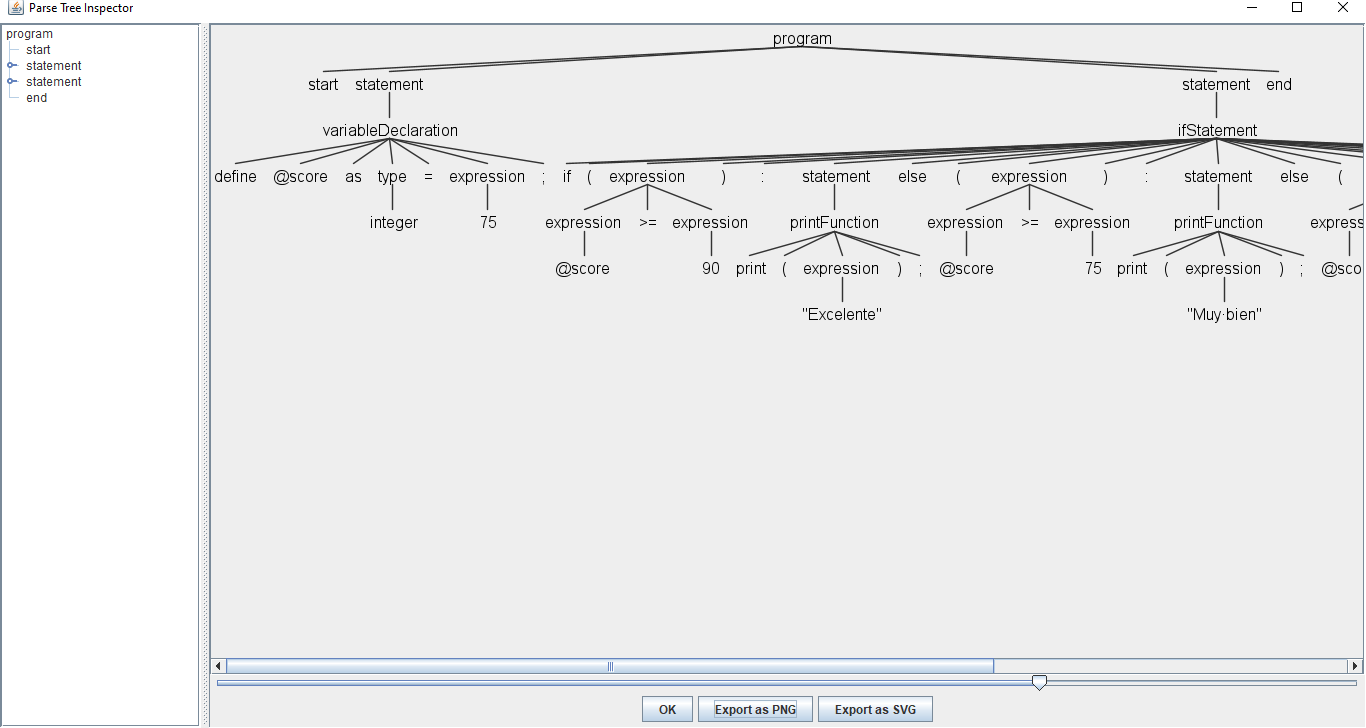 Parse Tree Inspector
program
start
statement
statement
end
program
start statement statement end
variableDeclaration ifStatement
define @score as type = expression ; if ( expression ) : statement else ( expression ) : statement else (
integer 75 expression >= expression printFunction expression >= expression printFunction express
@score 90 print ( expression ) ; @score 75 print ( expression ) ; @sco
"Excelente" "Muy·bien"
OK Export as PNG Export as SVG